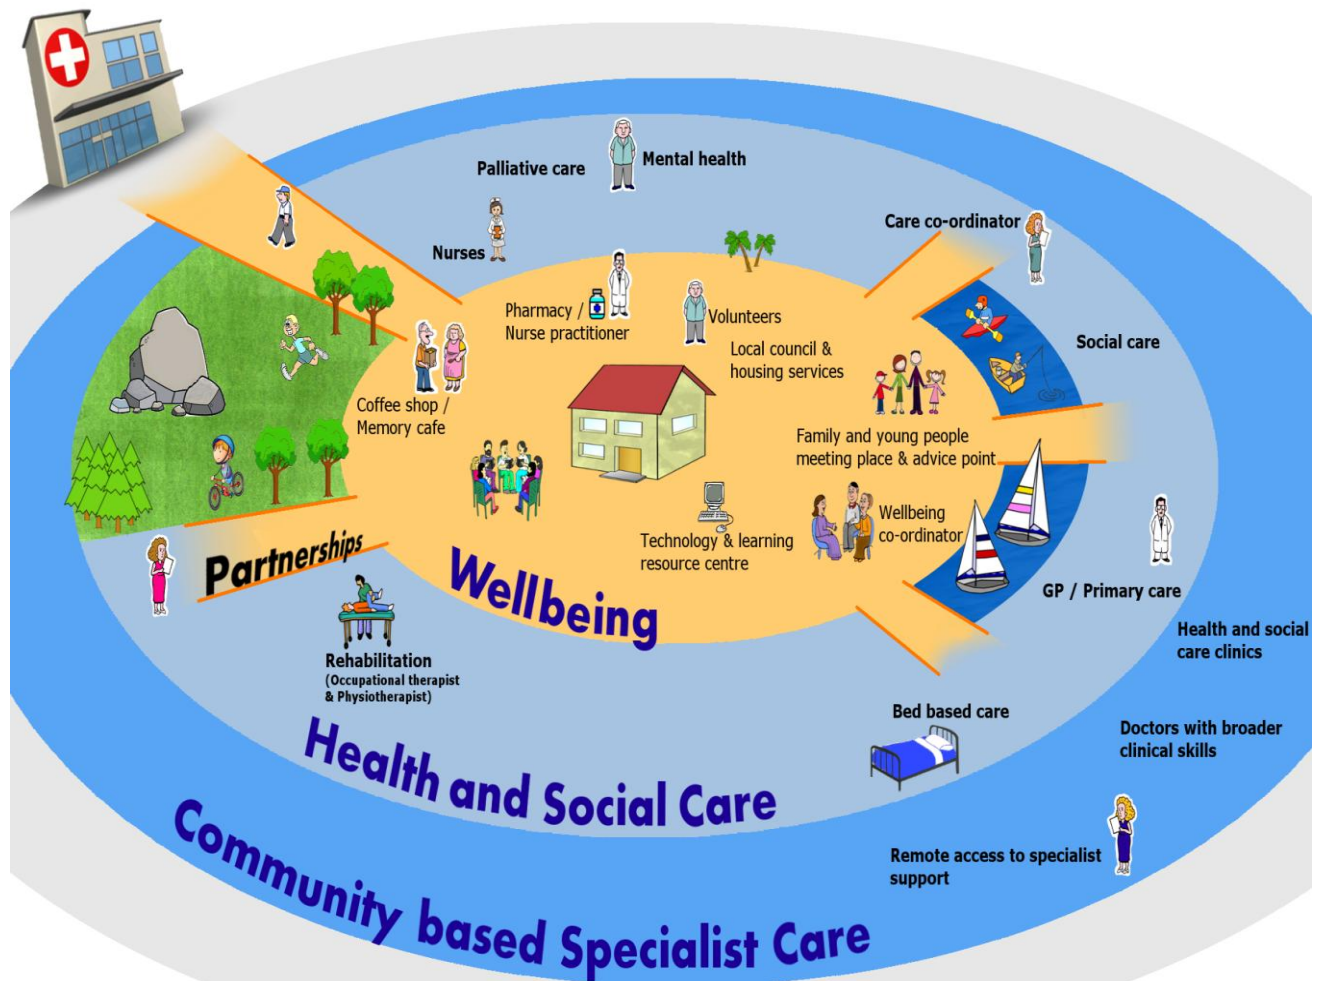 Palliative care
Mental health
Nurses
Care co-ordinator
Pharmacy /
Nurse practitioner
Volunteers
Local council &
housing services
Social care
Coffee shop /
Memory cafe
Family and young people
meeting place & advice point
Wellbeing
co-ordinator
Technology & learning
resource centre
Partnerships
Wellbeing
GP / Primary care
Health and social
care clinics
Rehabilitation
(Occupational therapist
& Physiotherapist)
Bed based care
Doctors with broader
clinical skills
Health and Social Care
Remote access to specialist
support
Community based Specialist Care